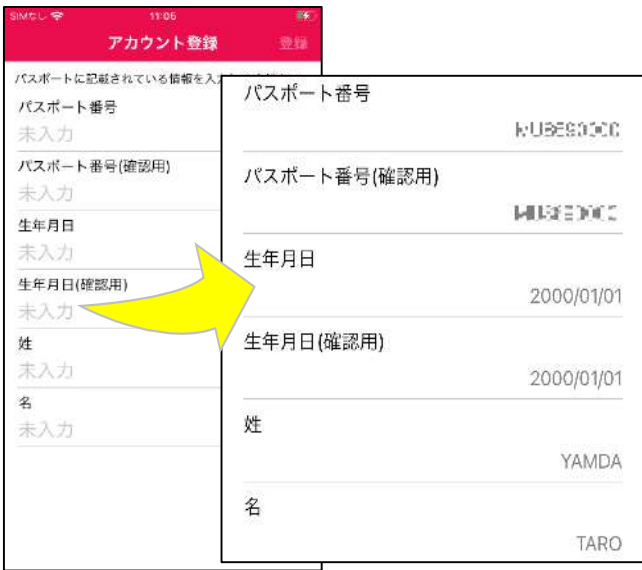 SIMなし
11:05
アカウント登録
登録
パスポートに記載されている情報を入
パスポート番号
未入力
パスポート番号(確認用)
未入力
生年月日
未入力
生年月日(確認用)
未入力
姓
未入力
名
未入力
パスポート番号
パスポート番号(確認用)
生年月日
2000/01/01
生年月日(確認用)
2000/01/01
姓
YAMDA
名
TARO